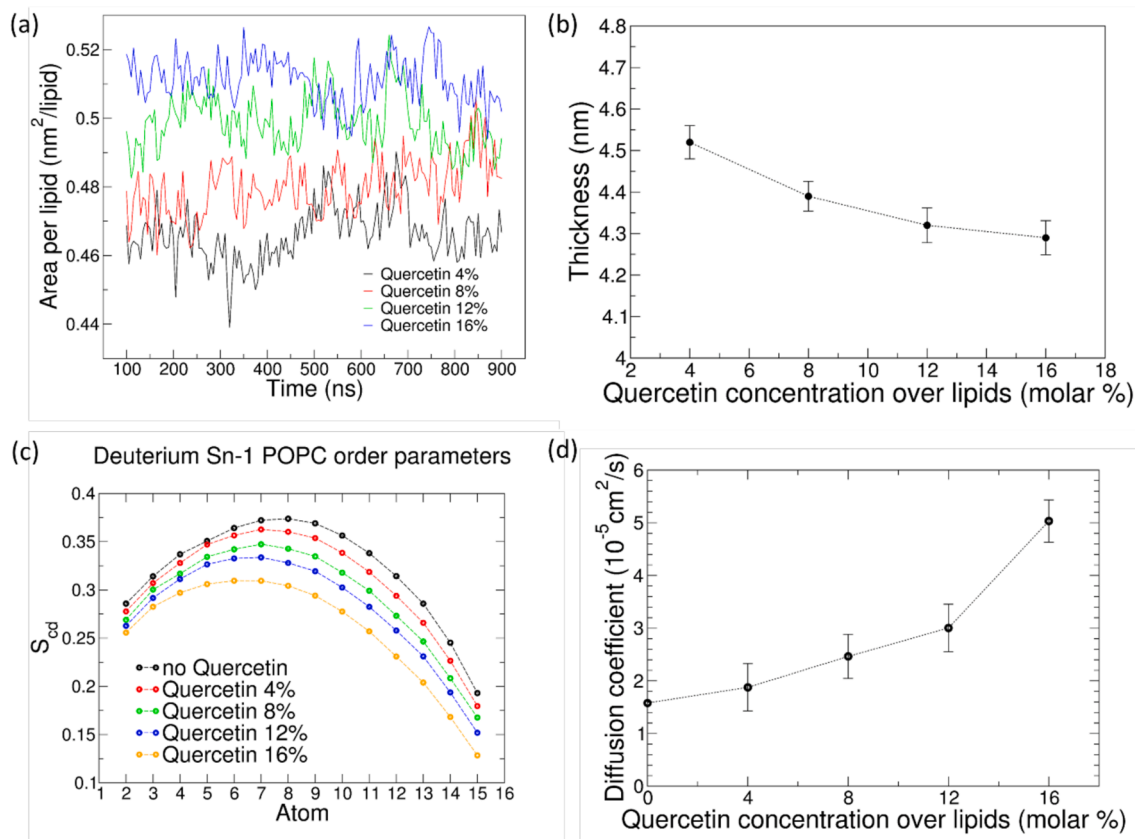 (a)
Area per lipid (nm²/lipid)
0.52
0.5
0.48
0.46
0.44
Quercetin 4%
Quercetin 8%
Quercetin 12%
Quercetin 16%
100 200 300 400 500 600 700 800 900
Time (ns)
(b)
Thickness (nm)
4.8
4.7
4.6
4.5
4.4
4.3
4.2
4.1
4
2 4 6 8 10 12 14 16 18
Quercetin concentration over lipids (molar %)
(c)
Deuterium Sn-1 POPC order parameters
S_cd
0.4
0.35
0.3
0.25
0.2
0.15
0.1
no Quercetin
Quercetin 4%
Quercetin 8%
Quercetin 12%
Quercetin 16%
1 2 3 4 5 6 7 8 9 10 11 12 13 14 15 16
Atom
(d)
Diffusion coefficient (10⁻⁵cm²/s)
6
5
4
3
2
1
0
0 4 8 12 16
Quercetin concentration over lipids (molar %)